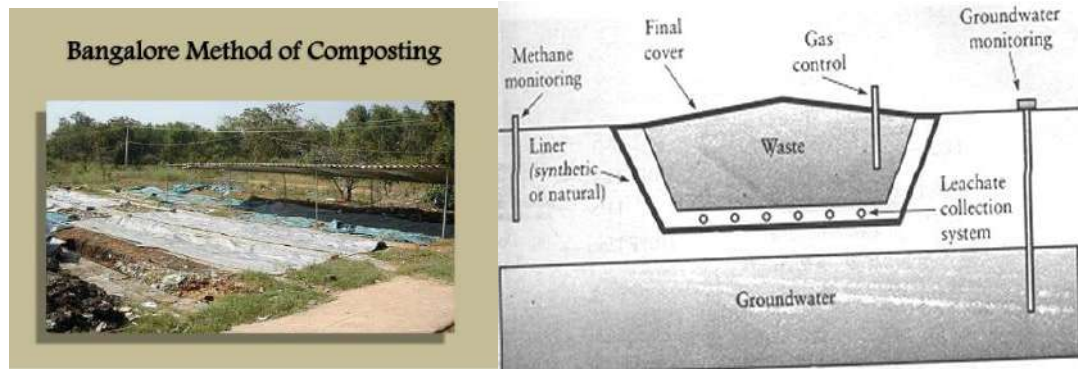 Bangalore Method of Composting
Methane
monitoring
Final
cover
Gas
control
Groundwater
monitoring
Liner
(synthetic
or natural)
Waste
Leachate
collection
system
Groundwater